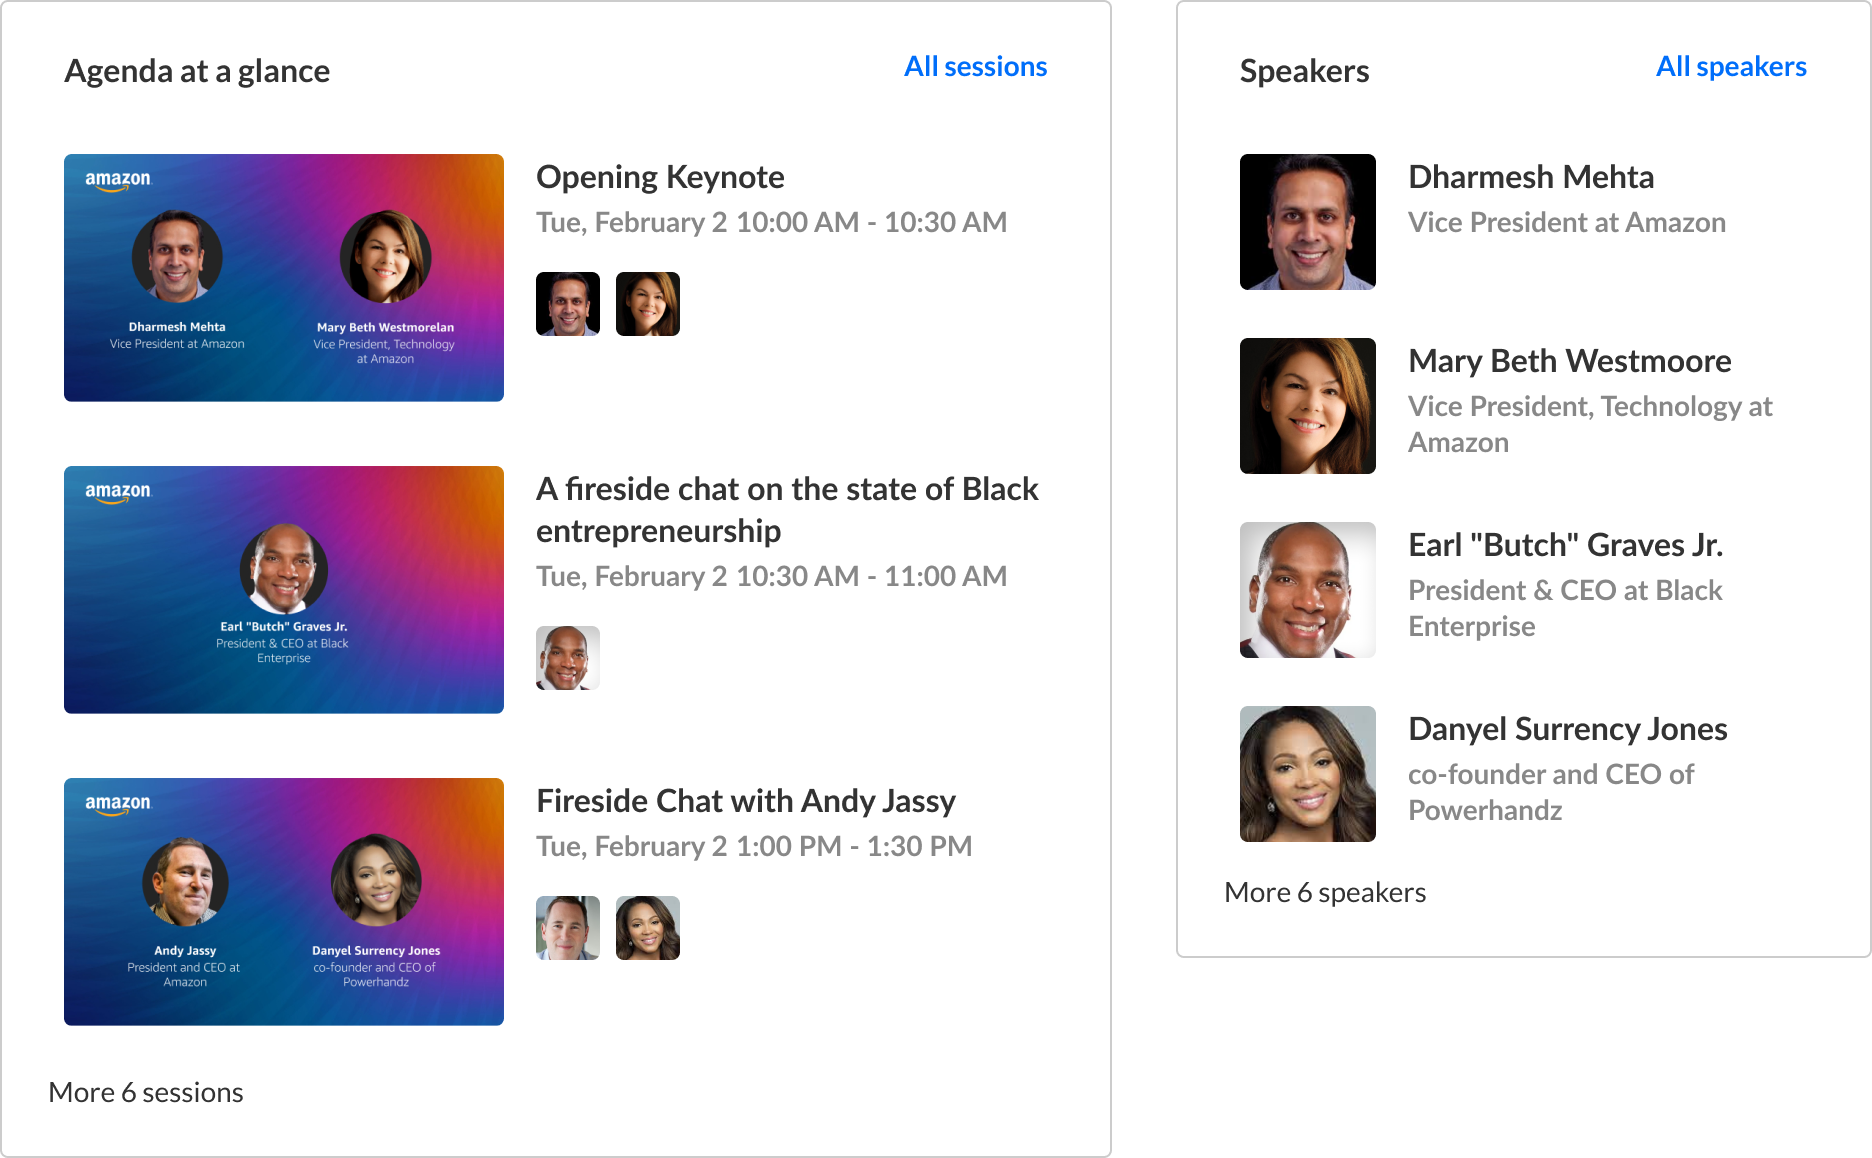 Agenda at a glance
All sessions
amazon
Dharmesh Mehta
Vice President at Amazon
Mary Beth Westmorelan
Vice President, Technology
at Amazon
Opening Keynote
Tue, February 2 10:00 AM - 10:30 AM
amazon
Earl "Butch" Graves Jr.
President & CEO at Black
Enterprise
A fireside chat on the state of Black
entrepreneurship
Tue, February 2 10:30 AM - 11:00 AM
amazon
Andy Jassy
President and CEO at
Amazon
Danyel Surrency Jones
co-founder and CEO of
Powerhandz
Fireside Chat with Andy Jassy
Tue, February 2 1:00 PM - 1:30 PM
More 6 sessions
Speakers
All speakers
Dharmesh Mehta
Vice President at Amazon
Mary Beth Westmoore
Vice President, Technology at
Amazon
Earl "Butch" Graves Jr.
President & CEO at Black
Enterprise
Danyel Surrency Jones
co-founder and CEO of
Powerhandz
More 6 speakers